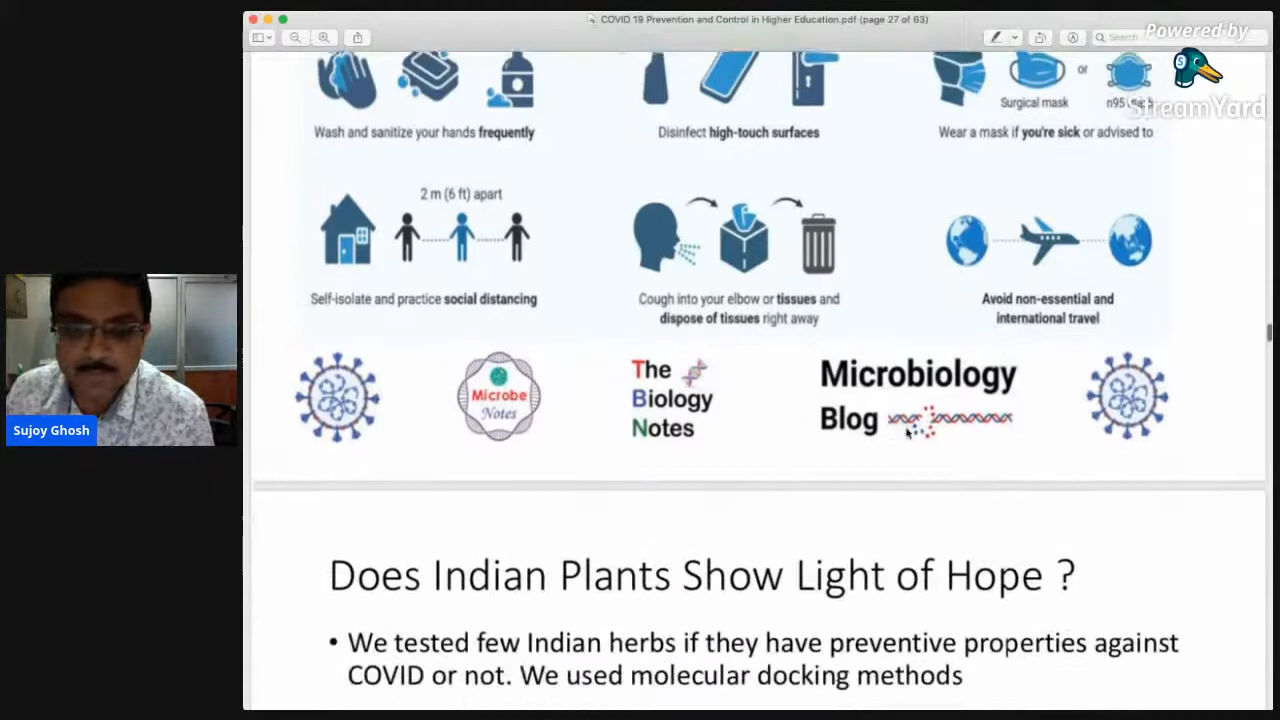 COVID 19 Prevention and Control in Higher Education.pdf (page 27 of 63)
Search
Powered by
StreamYard
S
Surgical mask
or
Wash and sanitize your hands frequently
Disinfect high-touch surfaces
Wear a mask if you're sick or advised to
2 m (6 ft) apart
Self-isolate and practice social distancing
Cough into your elbow or tissues and
dispose of tissues right away
Avoid non-essential and
international travel
Microbe
Notes
The
Biology
Notes
Microbiology
Blog
Sujoy Ghosh
Does Indian Plants Show Light of Hope ?
• We tested few Indian herbs if they have preventive properties against
COVID or not. We used molecular docking methods